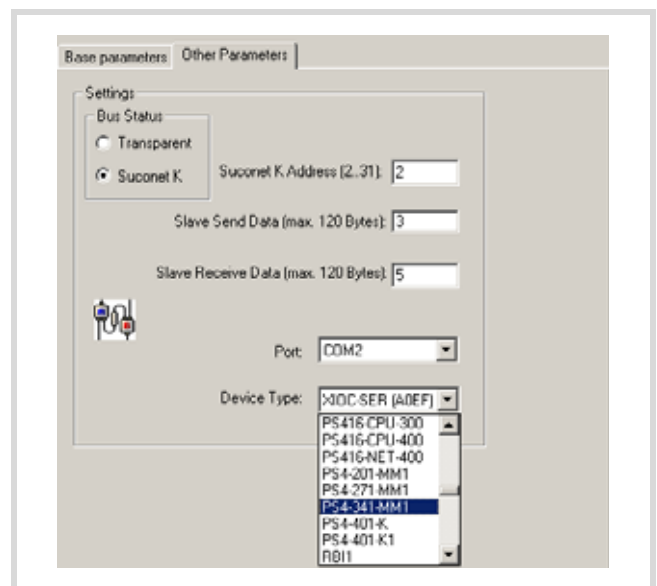 Base parameters Other Parameters
Settings
Bus Status
Transparent
Suconet K
Suconet K Address (2..31): 2
Slave Send Data (max. 120 Bytes): 3
Slave Receive Data (max. 120 Bytes): 5
Port: COM2
Device Type: XIOC-SER (A0EF)
PS416-CPU-300
PS416-CPU-400
PS416-NET-400
PS4-201-MM1
PS4-271-MM1
PS4-341-MM1
PS4-401-K
PS4-401-K1
RBI1